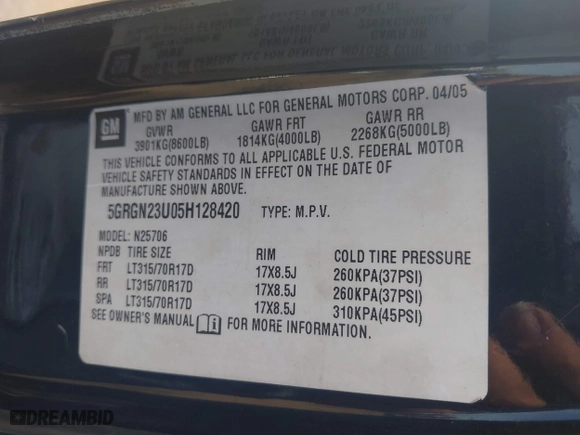 GM
MFD BY AM GENERAL LLC FOR GENERAL MOTORS CORP. 04/05
GVWR GAWR FRT GAWR RR
3901KG(8600LB) 1814KG(4000LB) 2268KG(5000LB)
THIS VEHICLE CONFORMS TO ALL APPLICABLE U.S. FEDERAL MOTOR
VEHICLE SAFETY STANDARDS IN EFFECT ON THE DATE OF
MANUFACTURE SHOWN ABOVE.
5GRGN23U05H128420 TYPE: M.P.V.
MODEL: N25706
NPDB TIRE SIZE RIM COLD TIRE PRESSURE
FRT LT315/70R17D 17X8.5J 260KPA(37PSI)
RR LT315/70R17D 17X8.5J 260KPA(37PSI)
SPA LT315/70R17D 17X8.5J 310KPA(45PSI)
SEE OWNER'S MANUAL FOR MORE INFORMATION.
DREAMBID